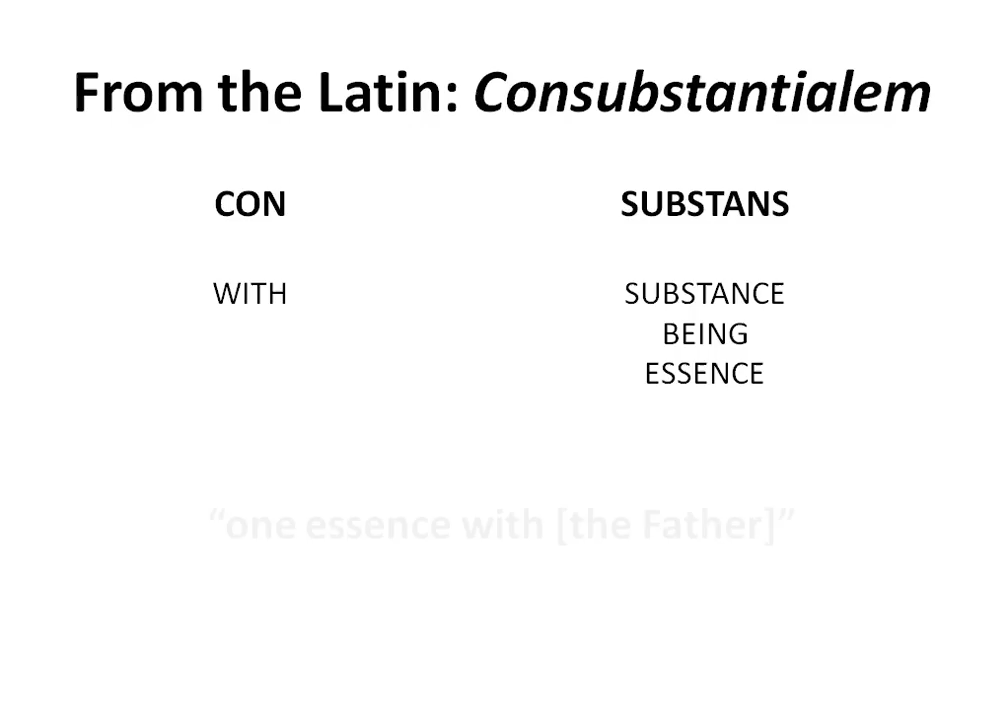 From the Latin: Consubstantialem
CON
WITH
SUBSTANS
SUBSTANCE
BEING
ESSENCE
“one essence with [the Father]”